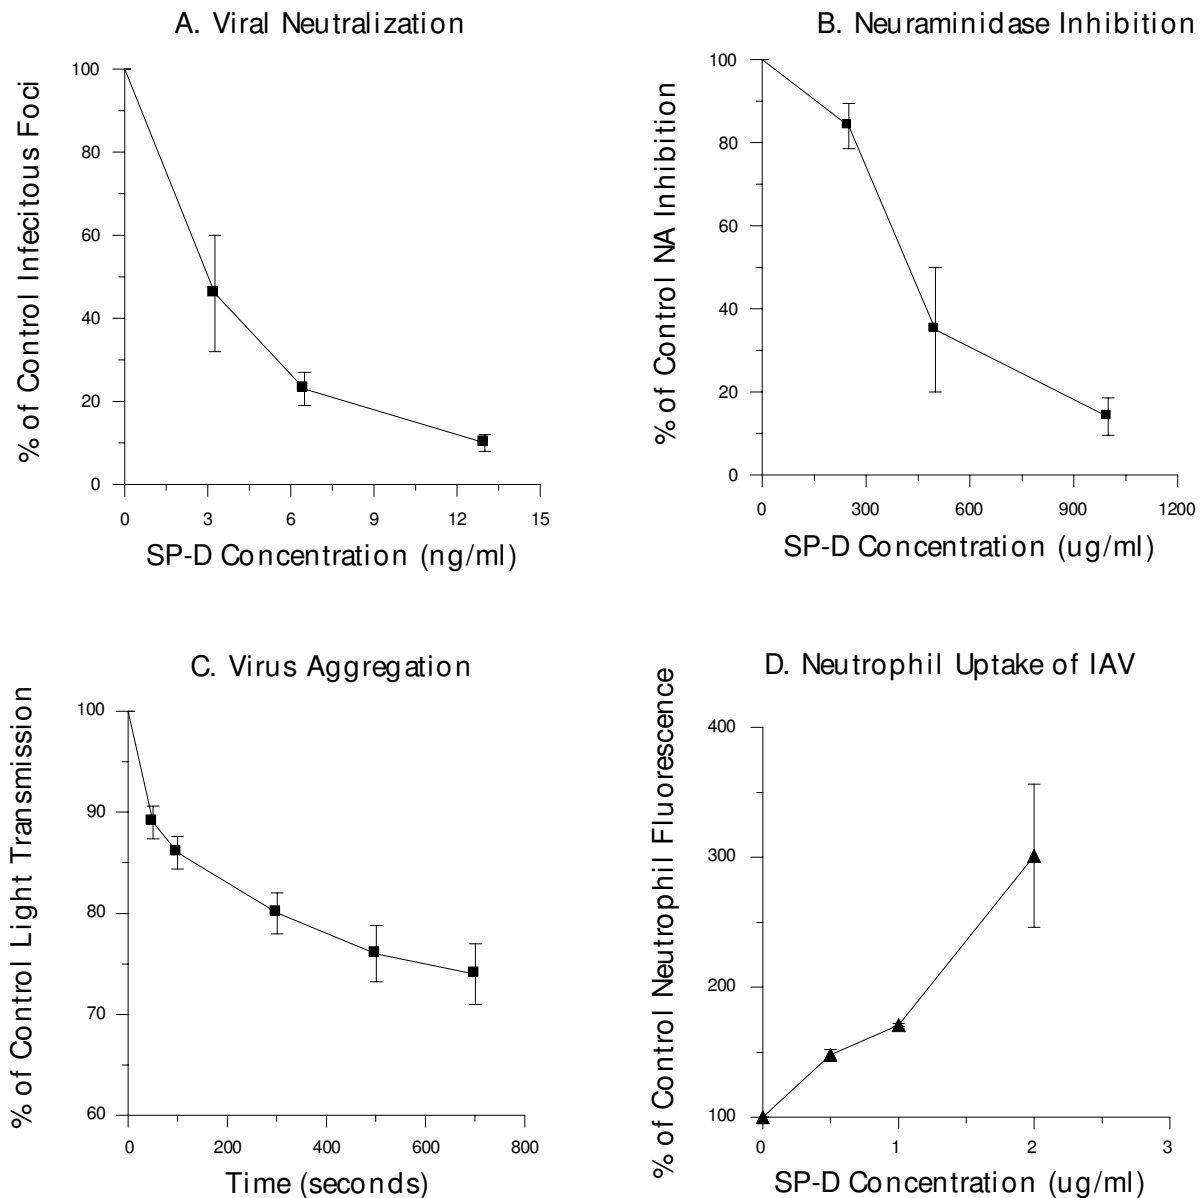 A. Viral Neutralization
% of Control Infecitous Foci
100
80
60
40
20
0
0 3 6 9 12 15
SP-D Concentration (ng/ml)
B. Neuraminidase Inhibition
% of Control NA Inhibition
100
80
60
40
20
0
0 300 600 900 1200
SP-D Concentration (ug/ml)
C. Virus Aggregation
% of Control Light Transmission
100
90
80
70
60
0 200 400 600 800
Time (seconds)
D. Neutrophil Uptake of IAV
% of Control Neutrophil Fluorescence
400
300
200
100
0 1 2 3
SP-D Concentration (ug/ml)